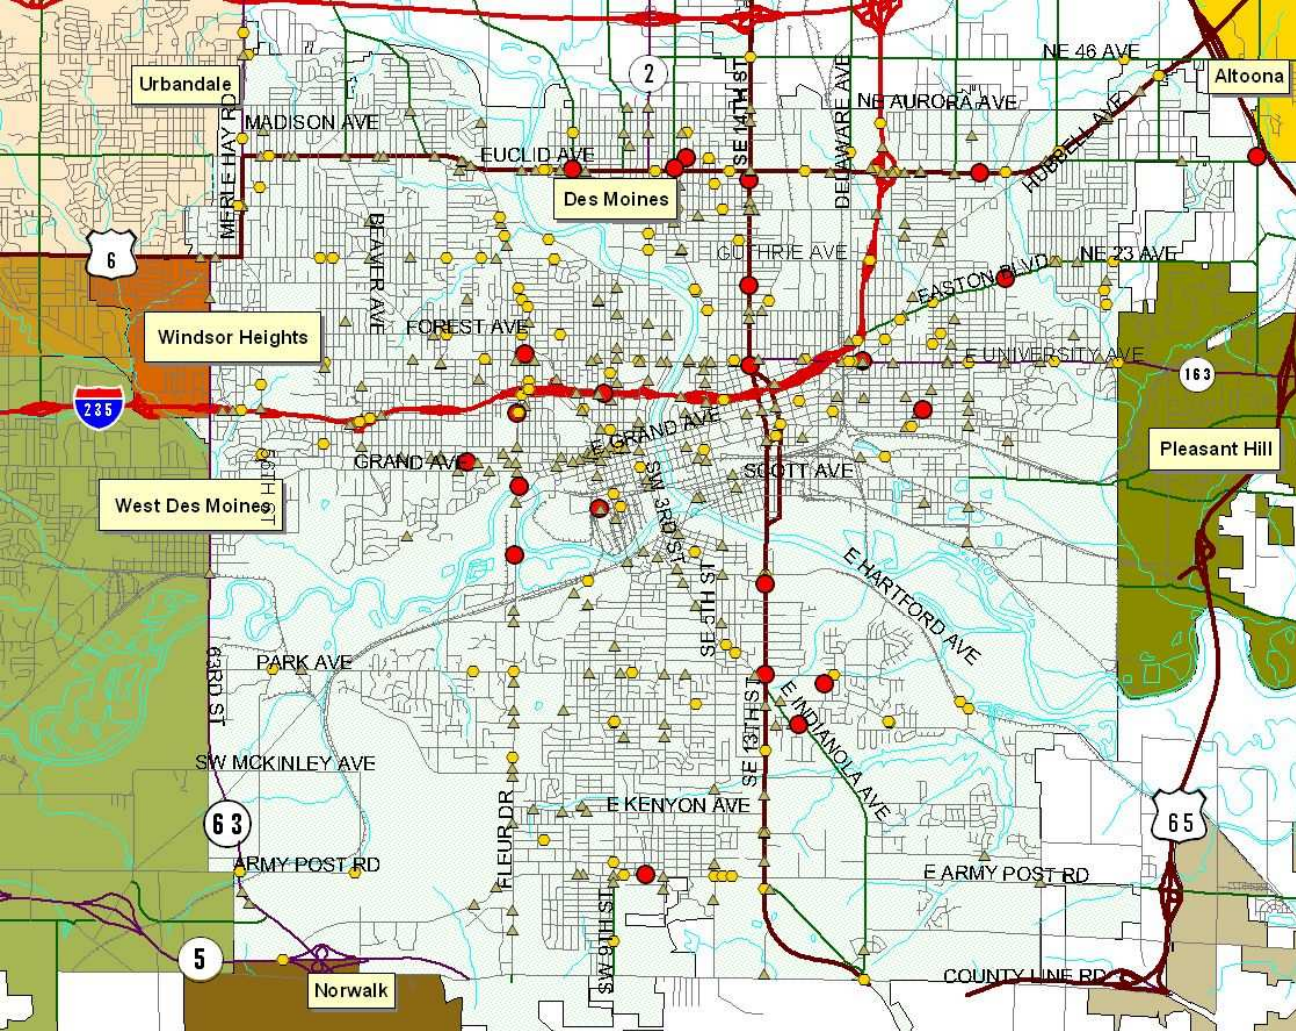 NE 46 AVE
2
Altoona
Urbandale
SE 14TH ST
DELAWARE AVE
NE AURORA AVE
HUBBELL AVE
MERLE HAY RD
MADISON AVE
EUCLID AVE
Des Moines
BEAVER AVE
6
GUTHRIE AVE
NE 23 AVE
EASTON BLVD
Windsor Heights
FOREST AVE
E UNIVERSITY AVE
163
235
E GRAND AVE
Pleasant Hill
GRAND AVE
SCOTT AVE
56TH ST
West Des Moines
SW 3RD ST
E HARTFORD AVE
SE 5TH ST
63RD ST
PARK AVE
SE 13TH ST
E INDIANOLA AVE
SW MCKINLEY AVE
E KENYON AVE
63
65
FLEUR DR
ARMY POST RD
E ARMY POST RD
SW 9TH ST
5
COUNTY LINE RD
Norwalk